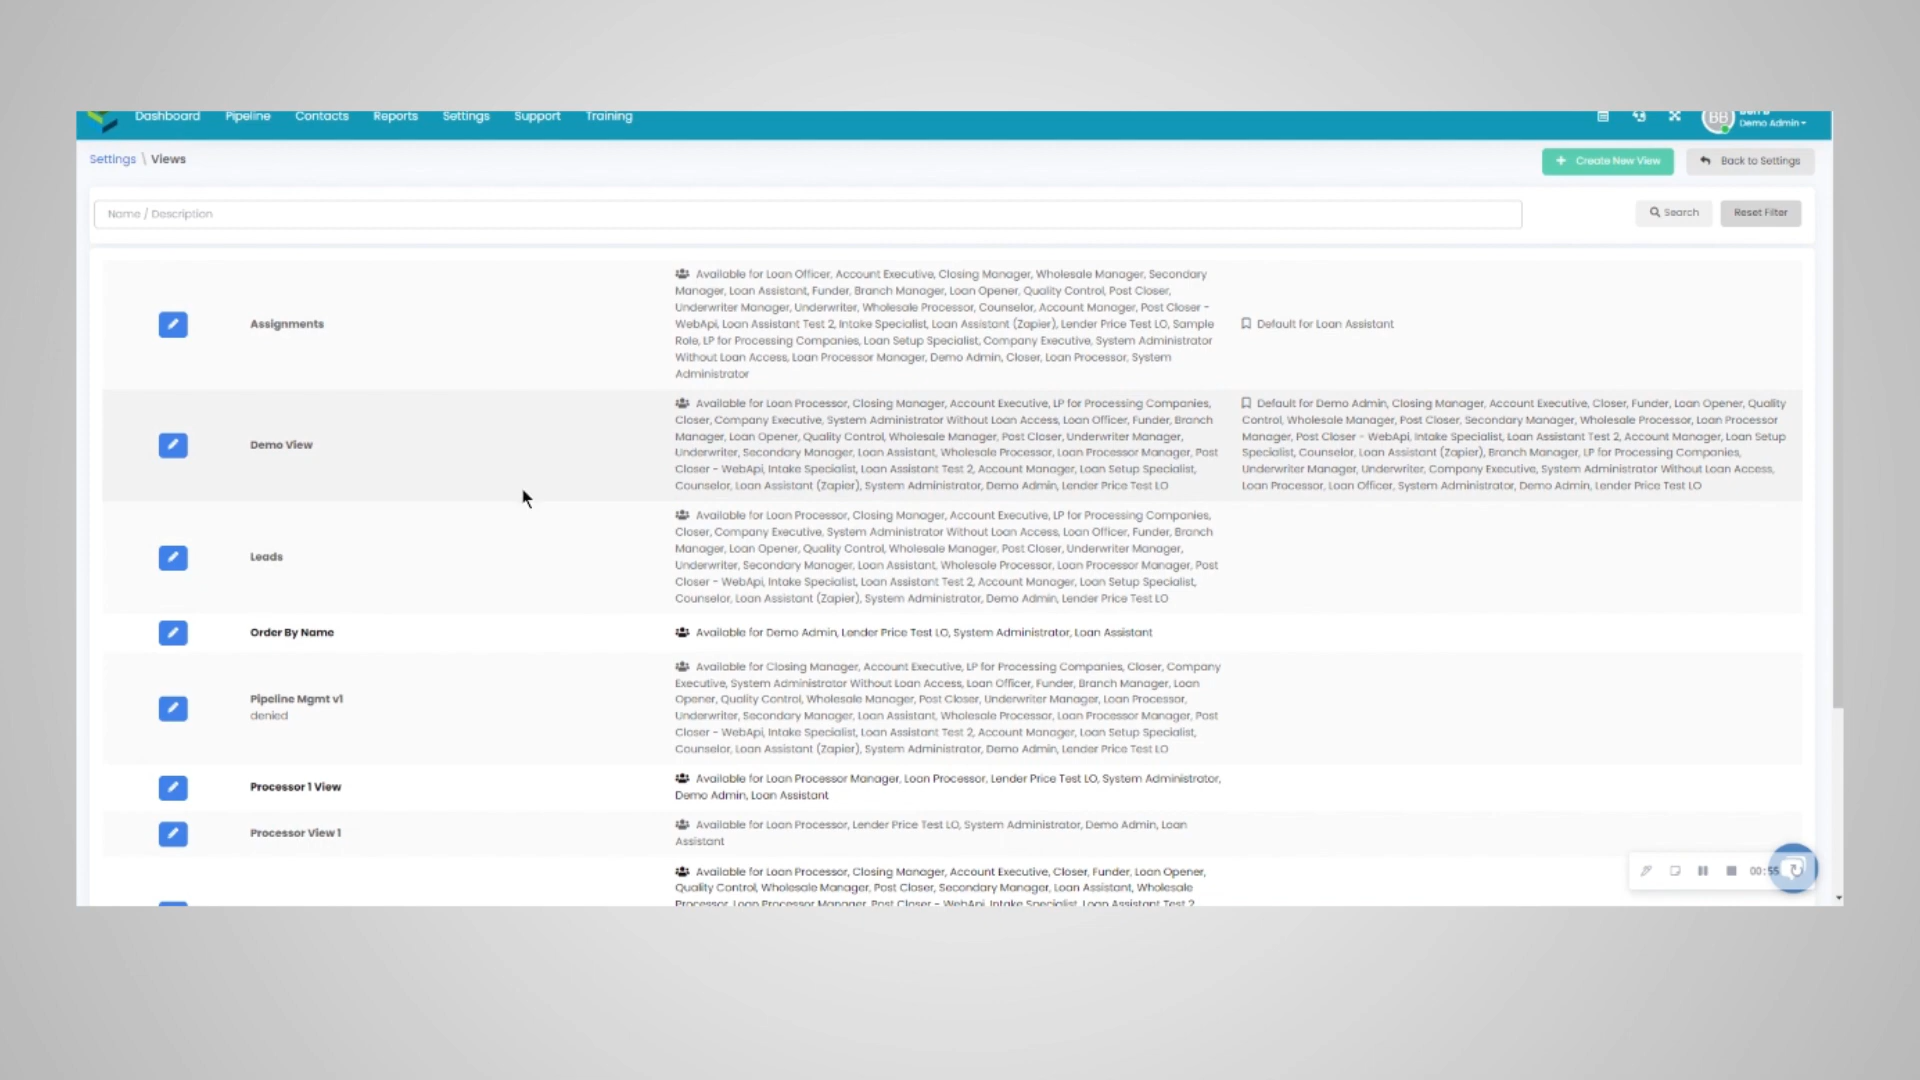 Dashboard Pipeline Contacts Reports Settings Support Training
BB
Demo Admin
Settings \ Views
+ Create New View
Back to Settings
Name / Description
Search
Reset Filter
Assignments
Available for Loan Officer, Account Executive, Closing Manager, Wholesale Manager, Secondary
Manager, Loan Assistant, Funder, Branch Manager, Loan Opener, Quality Control, Post Closer,
Underwriter Manager, Underwriter, Wholesale Processor, Counselor, Account Manager, Post Closer -
WebApi, Loan Assistant Test 2, Intake Specialist, Loan Assistant (Zapier), Lender Price Test LO, Sample
Role, LP for Processing Companies, Loan Setup Specialist, Company Executive, System Administrator
Without Loan Access, Loan Processor Manager, Demo Admin, Closer, Loan Processor, System
Administrator
Default for Loan Assistant
Demo View
Available for Loan Processor, Closing Manager, Account Executive, LP for Processing Companies,
Closer, Company Executive, System Administrator Without Loan Access, Loan Officer, Funder, Branch
Manager, Loan Opener, Quality Control, Wholesale Manager, Post Closer, Underwriter Manager,
Underwriter, Secondary Manager, Loan Assistant, Wholesale Processor, Loan Processor Manager, Post
Closer - WebApi, Intake Specialist, Loan Assistant Test 2, Account Manager, Loan Setup Specialist,
Counselor, Loan Assistant (Zapier), System Administrator, Demo Admin, Lender Price Test LO
Default for Demo Admin, Closing Manager, Account Executive, Closer, Funder, Loan Opener, Quality
Control, Wholesale Manager, Post Closer, Secondary Manager, Wholesale Processor, Loan Processor
Manager, Post Closer - WebApi, Intake Specialist, Loan Assistant Test 2, Account Manager, Loan Setup
Specialist, Counselor, Loan Assistant (Zapier), Branch Manager, LP for Processing Companies,
Underwriter Manager, Underwriter, Company Executive, System Administrator Without Loan Access,
Loan Processor, Loan Officer, System Administrator, Demo Admin, Lender Price Test LO
Leads
Available for Loan Processor, Closing Manager, Account Executive, LP for Processing Companies,
Closer, Company Executive, System Administrator Without Loan Access, Loan Officer, Funder, Branch
Manager, Loan Opener, Quality Control, Wholesale Manager, Post Closer, Underwriter Manager,
Underwriter, Secondary Manager, Loan Assistant, Wholesale Processor, Loan Processor Manager, Post
Closer - WebApi, Intake Specialist, Loan Assistant Test 2, Account Manager, Loan Setup Specialist,
Counselor, Loan Assistant (Zapier), System Administrator, Demo Admin, Lender Price Test LO
Order By Name
Available for Demo Admin, Lender Price Test LO, System Administrator, Loan Assistant
Pipeline Mgmt v1
denied
Available for Closing Manager, Account Executive, LP for Processing Companies, Closer, Company
Executive, System Administrator Without Loan Access, Loan Officer, Funder, Branch Manager, Loan
Opener, Quality Control, Wholesale Manager, Post Closer, Underwriter Manager, Loan Processor,
Underwriter, Secondary Manager, Loan Assistant, Wholesale Processor, Loan Processor Manager, Post
Closer - WebApi, Intake Specialist, Loan Assistant Test 2, Account Manager, Loan Setup Specialist,
Counselor, Loan Assistant (Zapier), System Administrator, Demo Admin, Lender Price Test LO
Processor 1 View
Available for Loan Processor Manager, Loan Processor, Lender Price Test LO, System Administrator,
Demo Admin, Loan Assistant
Processor View 1
Available for Loan Processor, Lender Price Test LO, System Administrator, Demo Admin, Loan
Assistant
Available for Loan Processor, Closing Manager, Account Executive, Closer, Funder, Loan Opener,
Quality Control, Wholesale Manager, Post Closer, Secondary Manager, Loan Assistant, Wholesale
Processor, Loan Processor Manager, Post Closer - WebApi, Intake Specialist, Loan Assistant Test 2
00:55